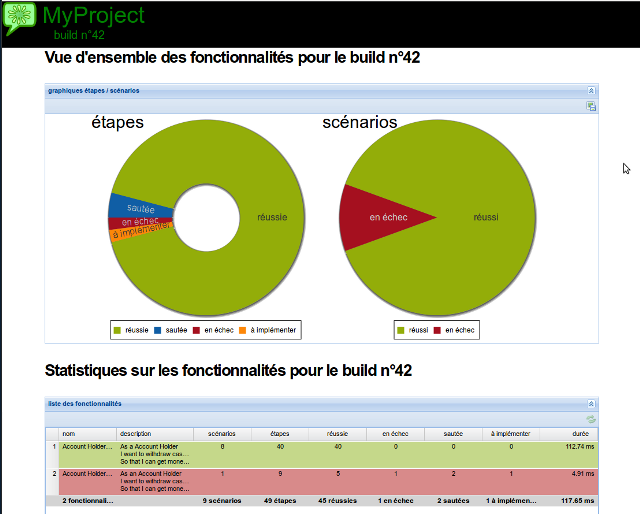 MyProject
build n°42
Vue d'ensemble des fonctionnalités pour le build n°42
graphiques étapes / scénarios
étapes
scénarios
sautée
en échec
à implémenter
réussie
en échec
réussi
réussie sautée en échec à implémenter
réussi en échec
Statistiques sur les fonctionnalités pour le build n°42
liste des fonctionnalités
nom description scénarios étapes réussie en échec sautée à implémenter durée
1 Account Holder... As a Account Holder 8 40 40 0 0 0 112.74 ms
I want to withdraw cas...
So that I can get mone...
2 Account Holder... As an Account Holder 1 9 5 1 2 1 4.91 ms
I want to withdraw cas...
So that I can get mone...
2 fonctionnali... 9 scénarios 49 étapes 45 réussies 1 en échec 2 sautées 1 à implémen... 117.65 ms